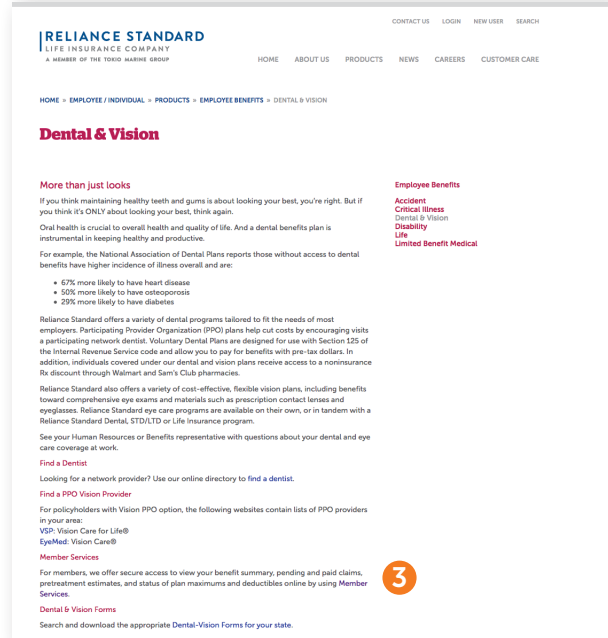 CONTACT US LOGIN NEW USER SEARCH
RELIANCE STANDARD
LIFE INSURANCE COMPANY
A MEMBER OF THE TOKIO MARINE GROUP
HOME ABOUT US PRODUCTS NEWS CAREERS CUSTOMER CARE
HOME » EMPLOYEE / INDIVIDUAL » PRODUCTS » EMPLOYEE BENEFITS » DENTAL & VISION
Dental & Vision
More than just looks
If you think maintaining healthy teeth and gums is about looking your best, you're right. But if
you think it's ONLY about looking your best, think again.
Oral health is crucial to overall health and quality of life. And a dental benefits plan is
instrumental in keeping healthy and productive.
For example, the National Association of Dental Plans reports those without access to dental
benefits have higher incidence of illness overall and are:
• 67% more likely to have heart disease
• 50% more likely to have osteoporosis
• 29% more likely to have diabetes
Reliance Standard offers a variety of dental programs tailored to fit the needs of most
employers. Participating Provider Organization (PPO) plans help cut costs by encouraging visits
a participating network dentist. Voluntary Dental Plans are designed for use with Section 125 of
the Internal Revenue Service code and allow you to pay for benefits with pre-tax dollars. In
addition, individuals covered under our dental and vision plans receive access to a noninsurance
Rx discount through Walmart and Sam's Club pharmacies.
Reliance Standard also offers a variety of cost-effective, flexible vision plans, including benefits
toward comprehensive eye exams and materials such as prescription contact lenses and
eyeglasses. Reliance Standard eye care programs are available on their own, or in tandem with a
Reliance Standard Dental, STD/LTD or Life Insurance program.
See your Human Resources or Benefits representative with questions about your dental and eye
care coverage at work.
Find a Dentist
Looking for a network provider? Use our online directory to find a dentist.
Find a PPO Vision Provider
For policyholders with Vision PPO option, the following websites contain lists of PPO providers
in your area:
VSP: Vision Care for Life®
EyeMed: Vision Care®
Member Services
For members, we offer secure access to view your benefit summary, pending and paid claims,
pretreatment estimates, and status of plan maximums and deductibles online by using Member
Services.
Dental & Vision Forms
Search and download the appropriate Dental-Vision Forms for your state.
Employee Benefits
Accident
Critical Illness
Dental & Vision
Disability
Life
Limited Benefit Medical
3